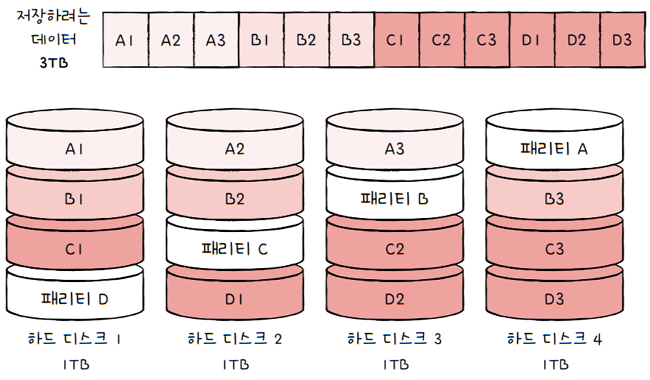 저장하려는
데이터
3TB
A1 A2 A3 B1 B2 B3 C1 C2 C3 D1 D2 D3
A1 A2 A3 패리티 A
B1 B2 패리티 B B3
C1 패리티 C C2 C3
패리티 D D1 D2 D3
하드 디스크 1 하드 디스크 2 하드 디스크 3 하드 디스크 4
1TB 1TB 1TB 1TB